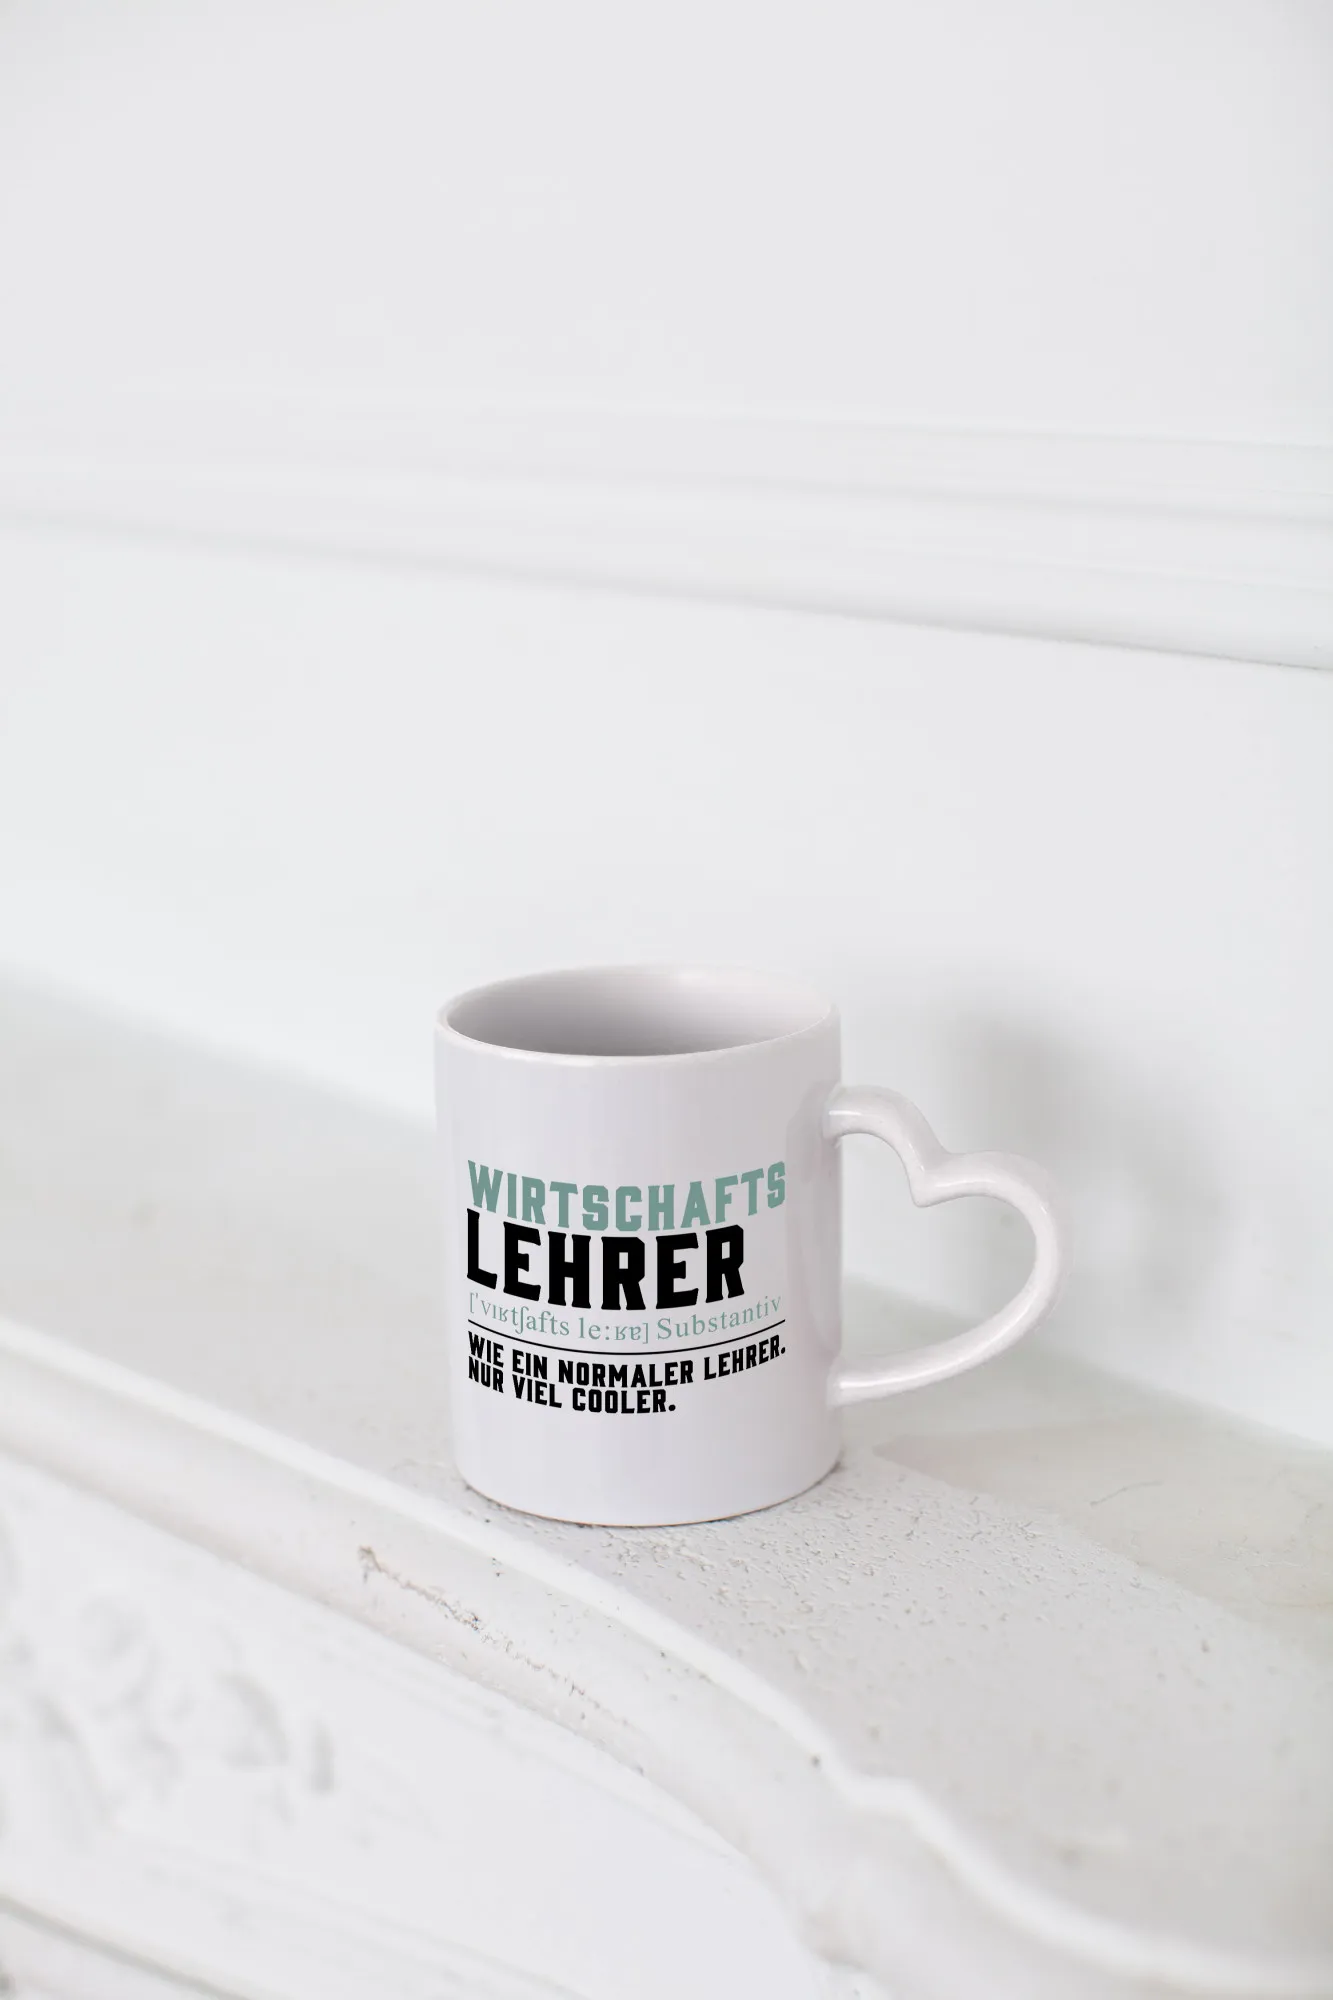 WIRTSCHAFTS
LEHRER
[ˈvɪʁtʃafts leːʁɐ] Substantiv
WIE EIN NORMALER LEHRER.
NUR VIEL COOLER.